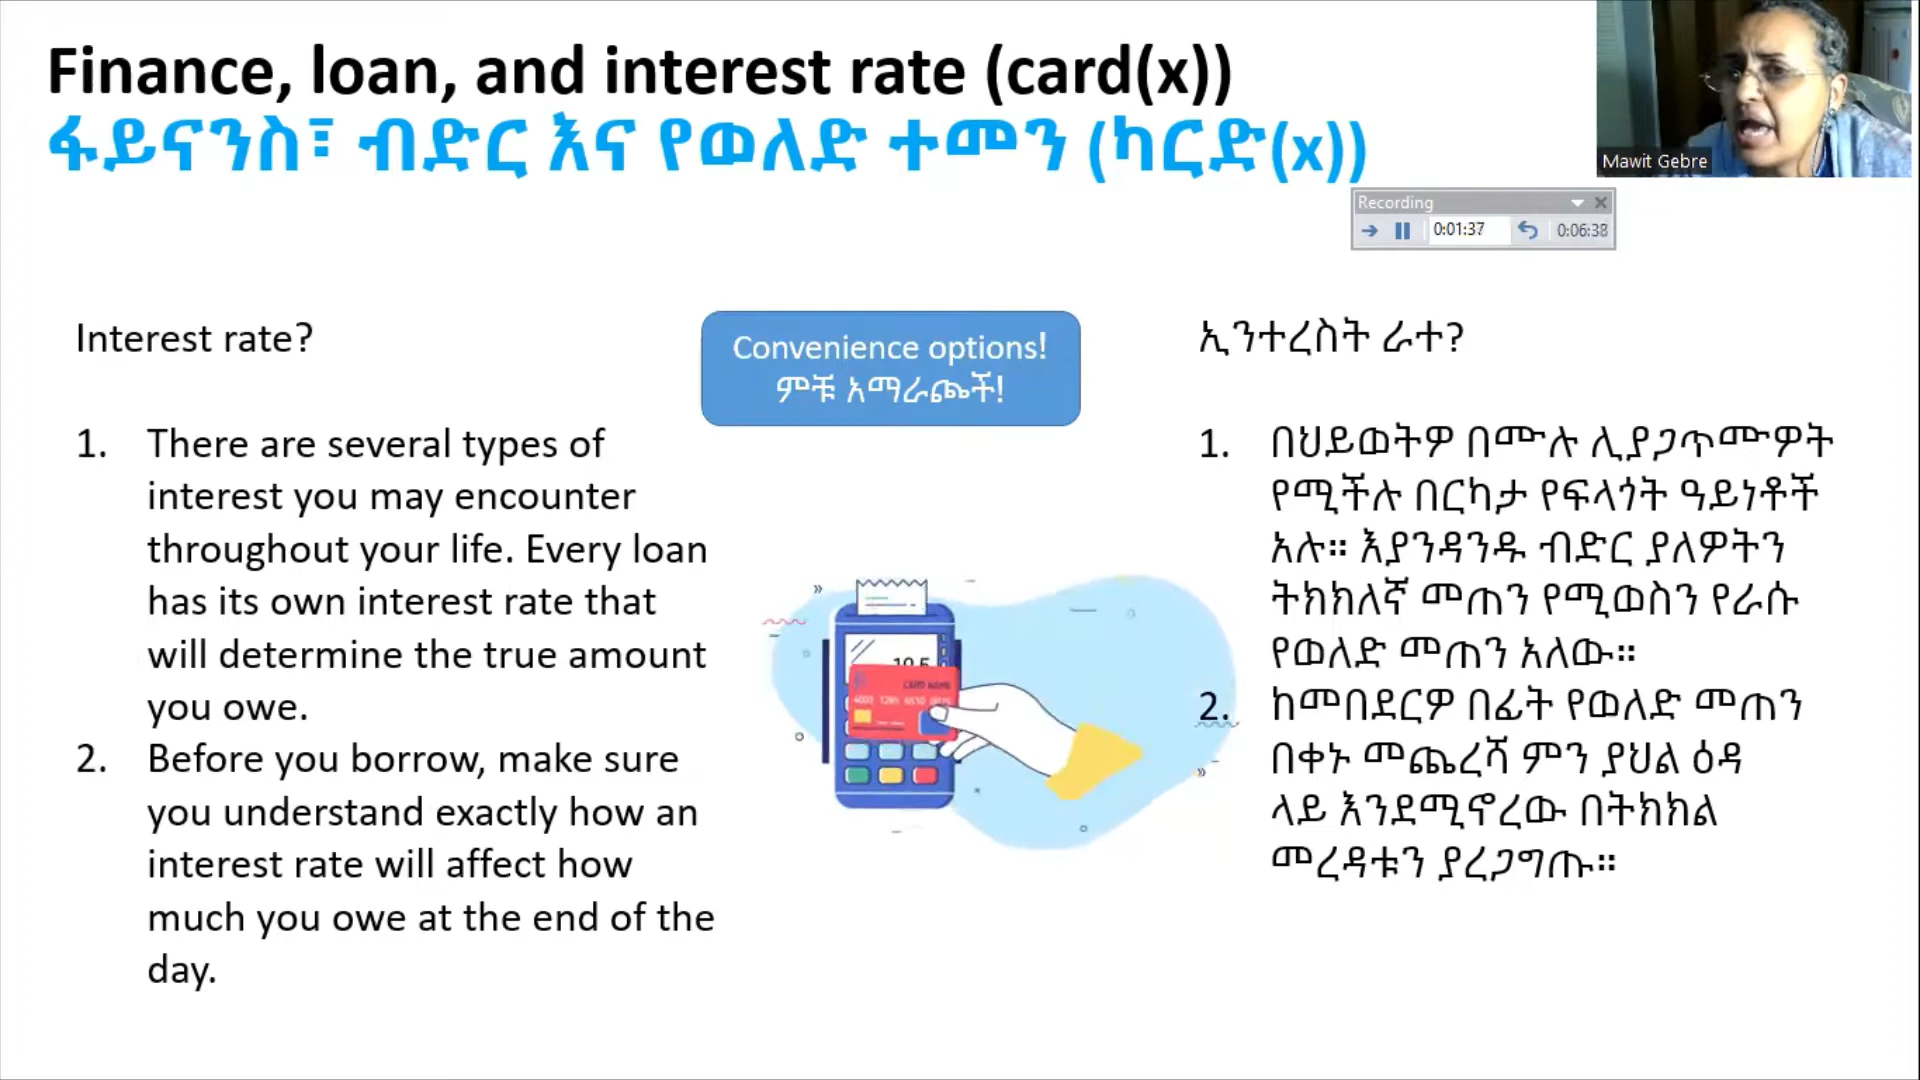 Finance, loan, and interest rate (card(x))
ፋይናንስ፣ ብድር እና የወለድ ተመን (ካርድ(x))
Mawit Gebre
Recording
0:01:37
0:06:38
Interest rate?
1. There are several types of
interest you may encounter
throughout your life. Every loan
has its own interest rate that
will determine the true amount
you owe.
2. Before you borrow, make sure
you understand exactly how an
interest rate will affect how
much you owe at the end of the
day.
Convenience options!
ምቹ አማራጮች!
CARD NAME
ኢንተረስት ራተ?
1. በህይወትዎ በሙሉ ሊያጋጥሙዎት
የሚችሉ በርካታ የፍላጎት ዓይነቶች
አሉ። እያንዳንዱ ብድር ያለዎትን
ትክክለኛ መጠን የሚወስን የራሱ
የወለድ መጠን አለው።
2. ከመበደርዎ በፊት የወለድ መጠን
በቀኑ መጨረሻ ምን ያህል ዕዳ
ላይ እንደሚኖረው በትክክል
መረዳቱን ያረጋግጡ።